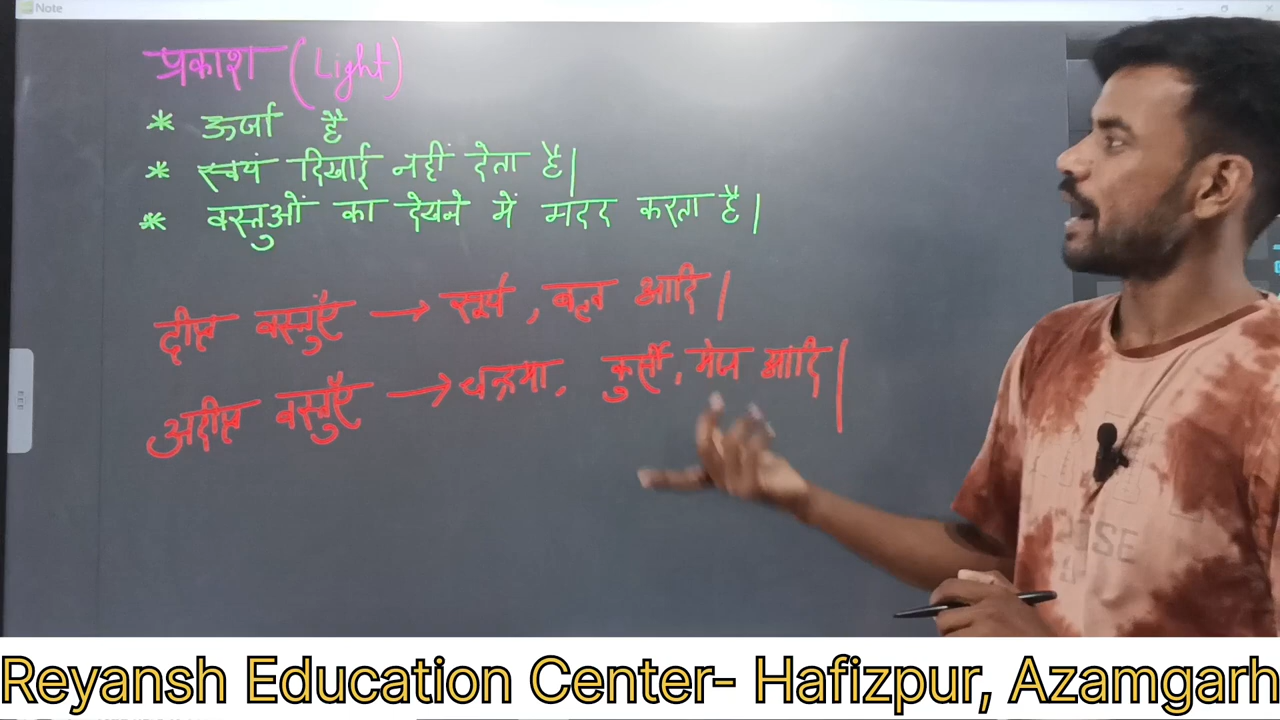 Note
प्रकाश (Light)
* ऊर्जा है
* स्वयं दिखाई नहीं देता है|
* वस्तुओं का देखने में मदद करता है|
दीप्त वस्तुएँ → सूर्य, बल्ब आदि|
अदीप्त वस्तुएँ → चन्द्रमा, कुर्सी, मेज आदि|
Reyansh Education Center- Hafizpur, Azamgarh